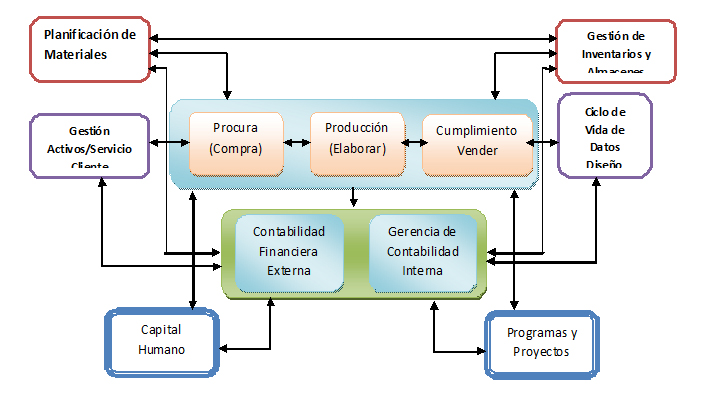 Planificación de
Materiales
Gestión de
Inventarios y
Almacenes
Gestión
Activos/Servicio
Cliente
Procura
(Compra)
Producción
(Elaborar)
Cumplimiento
Vender
Ciclo de
Vida de
Datos
Diseño
Contabilidad
Financiera
Externa
Gerencia de
Contabilidad
Interna
Capital
Humano
Programas y
Proyectos